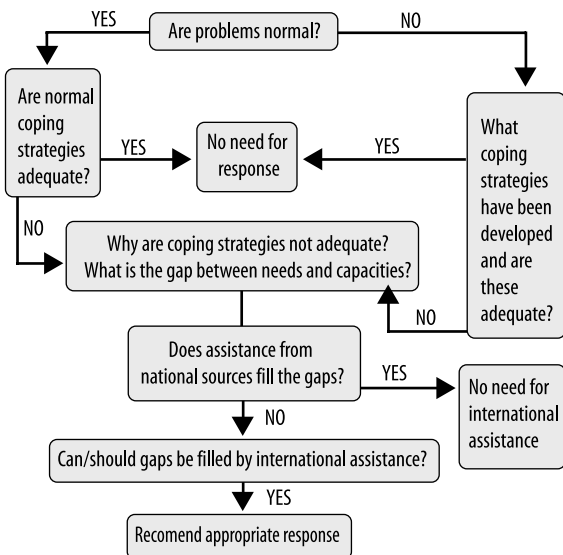 YES
Are problems normal?
NO
Are normal
coping
strategies
adequate?
YES
No need for
response
YES
What
coping
strategies
have been
developed
and are
these
adequate?
NO
Why are coping strategies not adequate?
What is the gap between needs and capacities?
NO
Does assistance from
national sources fill the gaps?
YES
No need for
international
assistance
NO
Can/should gaps be filled by international assistance?
YES
Recomend appropriate response